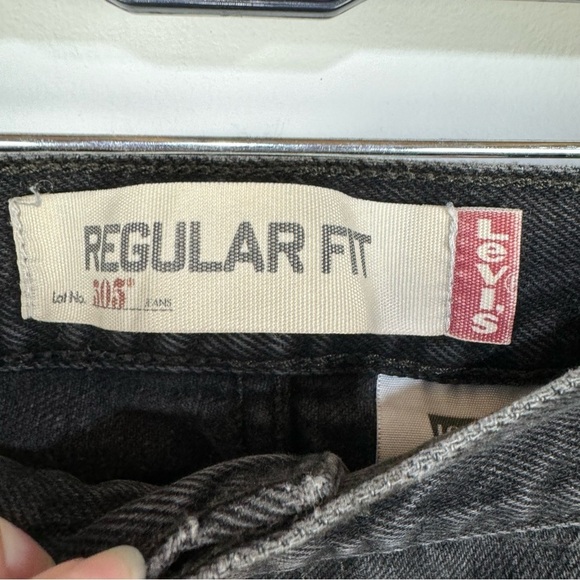 REGULAR FIT
Lot No. 505® JEANS
Levi's